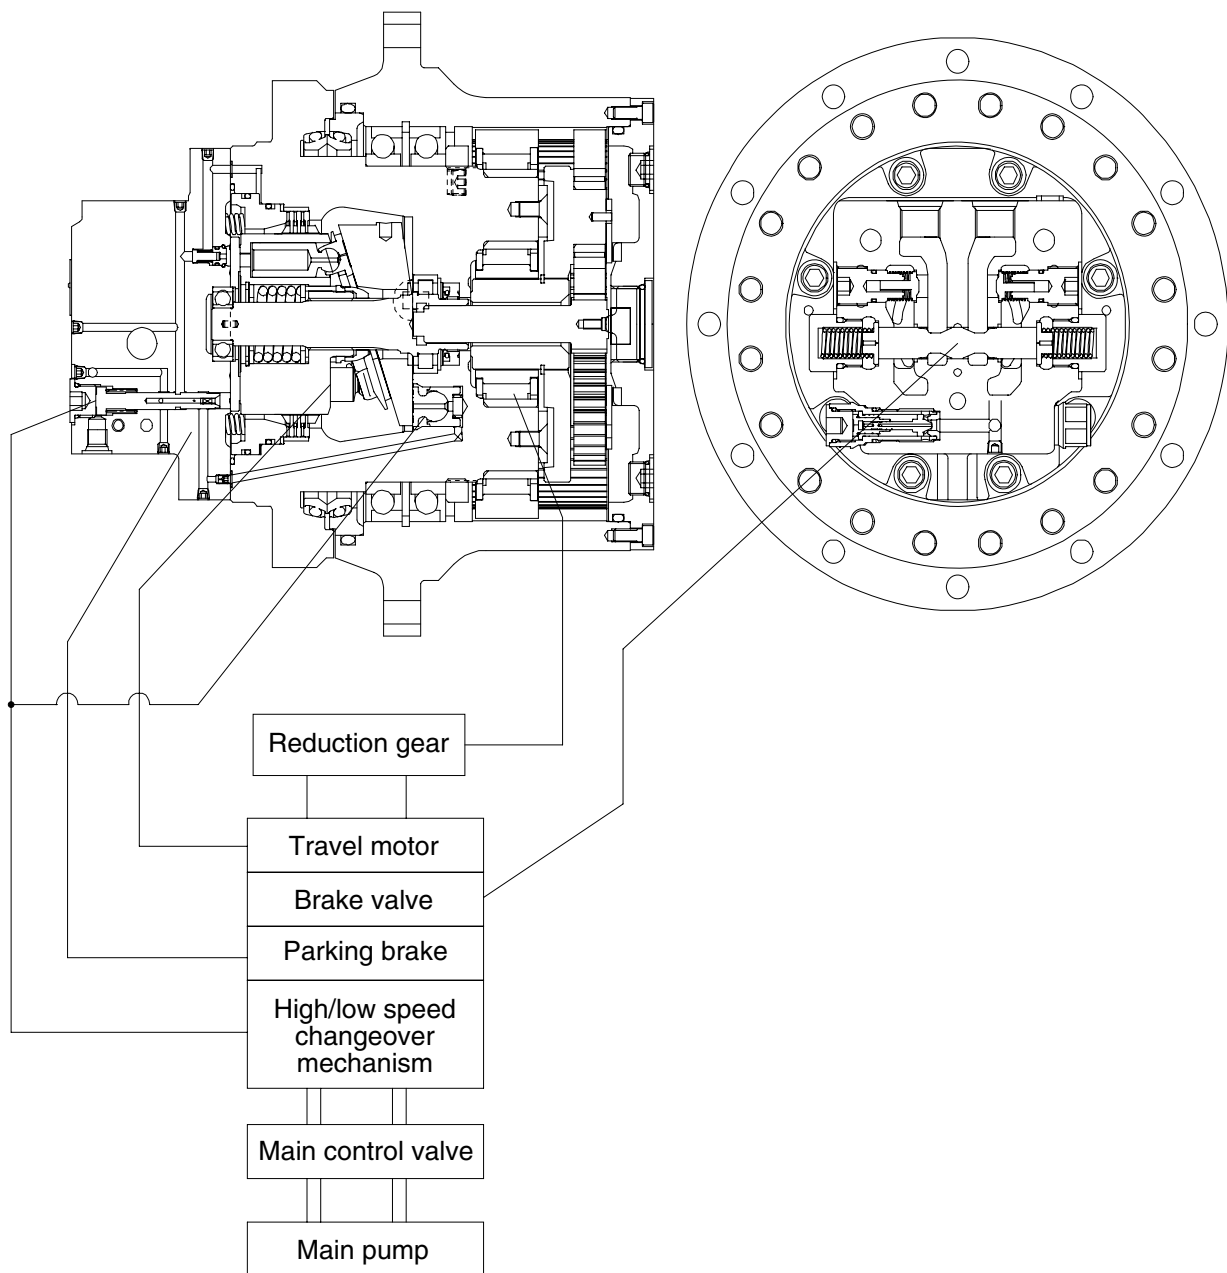 Reduction gear
Travel motor
Brake valve
Parking brake
High/low speed
changeover
mechanism
Main control valve
Main pump